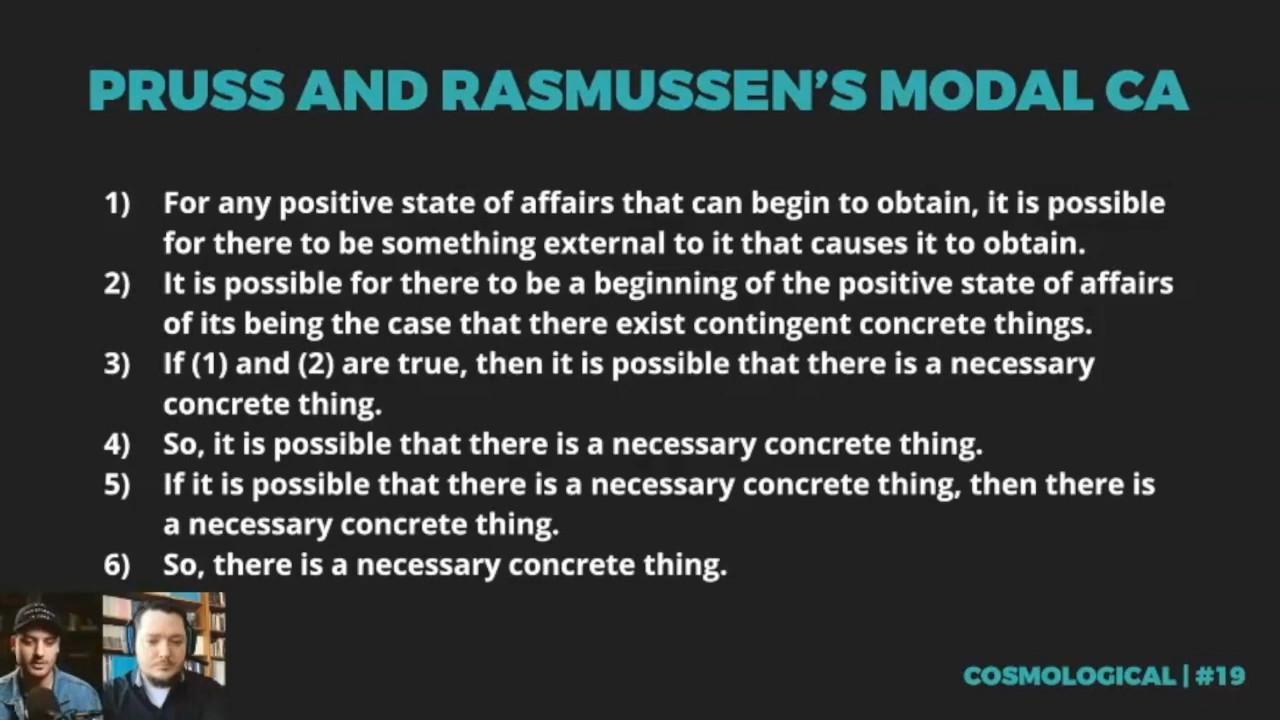 PRUSS AND RASMUSSEN'S MODAL CA
1) For any positive state of affairs that can begin to obtain, it is possible
for there to be something external to it that causes it to obtain.
2) It is possible for there to be a beginning of the positive state of affairs
of its being the case that there exist contingent concrete things.
3) If (1) and (2) are true, then it is possible that there is a necessary
concrete thing.
4) So, it is possible that there is a necessary concrete thing.
5) If it is possible that there is a necessary concrete thing, then there is
a necessary concrete thing.
6) So, there is a necessary concrete thing.
COSMOLOGICAL | #19